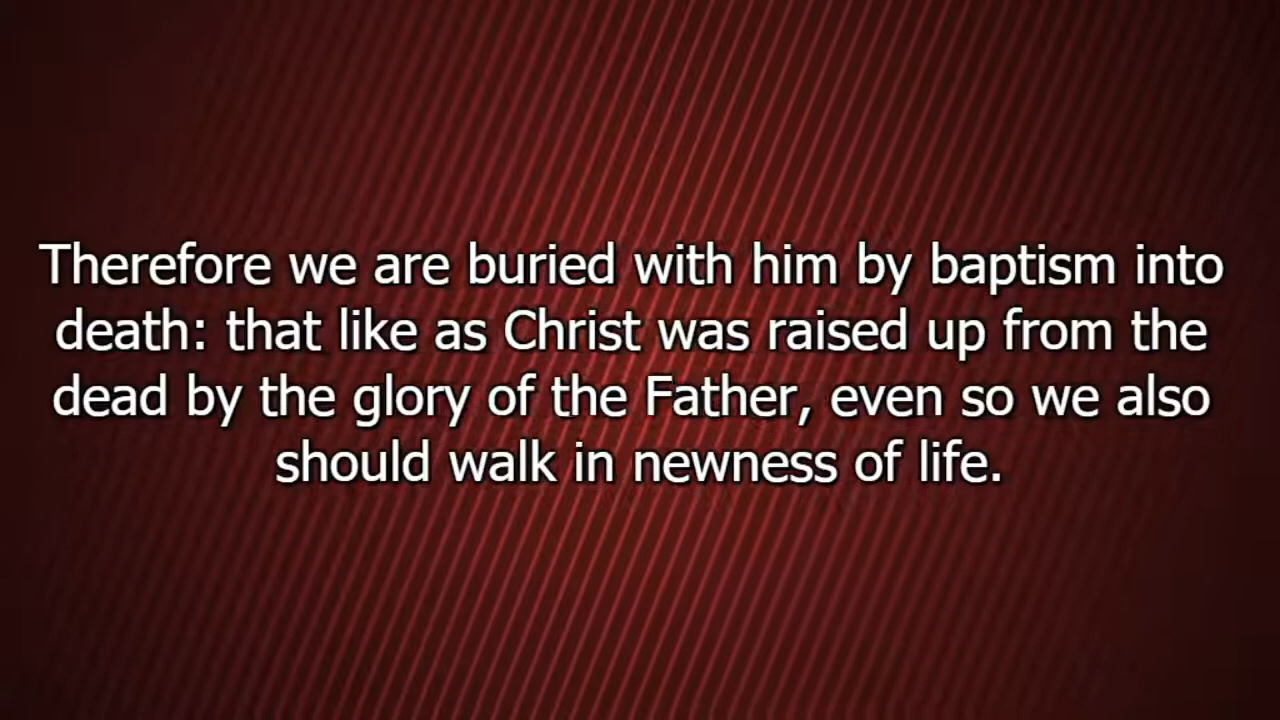 Therefore we are buried with him by baptism into
death: that like as Christ was raised up from the
dead by the glory of the Father, even so we also
should walk in newness of life.